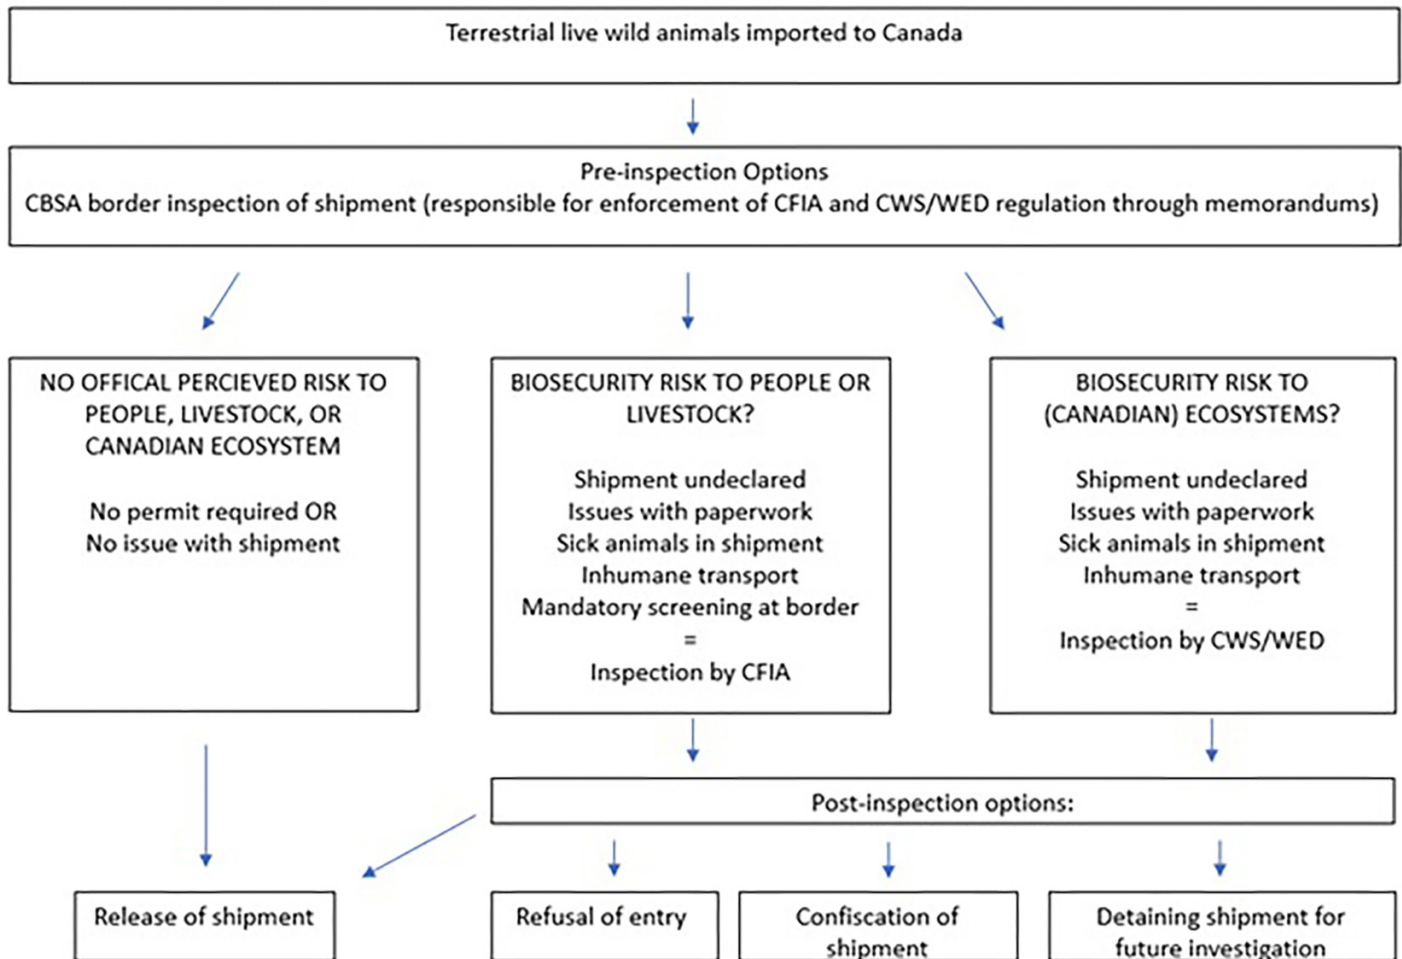 Terrestrial live wild animals imported to Canada
Pre-inspection Options
CBSA border inspection of shipment (responsible for enforcement of CFIA and CWS/WED regulation through memorandums)
NO OFFICAL PERCIEVED RISK TO
PEOPLE, LIVESTOCK, OR
CANADIAN ECOSYSTEM
No permit required OR
No issue with shipment
BIOSECURITY RISK TO PEOPLE OR
LIVESTOCK?
Shipment undeclared
Issues with paperwork
Sick animals in shipment
Inhumane transport
Mandatory screening at border
=
Inspection by CFIA
BIOSECURITY RISK TO
(CANADIAN) ECOSYSTEMS?
Shipment undeclared
Issues with paperwork
Sick animals in shipment
Inhumane transport
=
Inspection by CWS/WED
Post-inspection options:
Release of shipment
Refusal of entry
Confiscation of
shipment
Detaining shipment for
future investigation